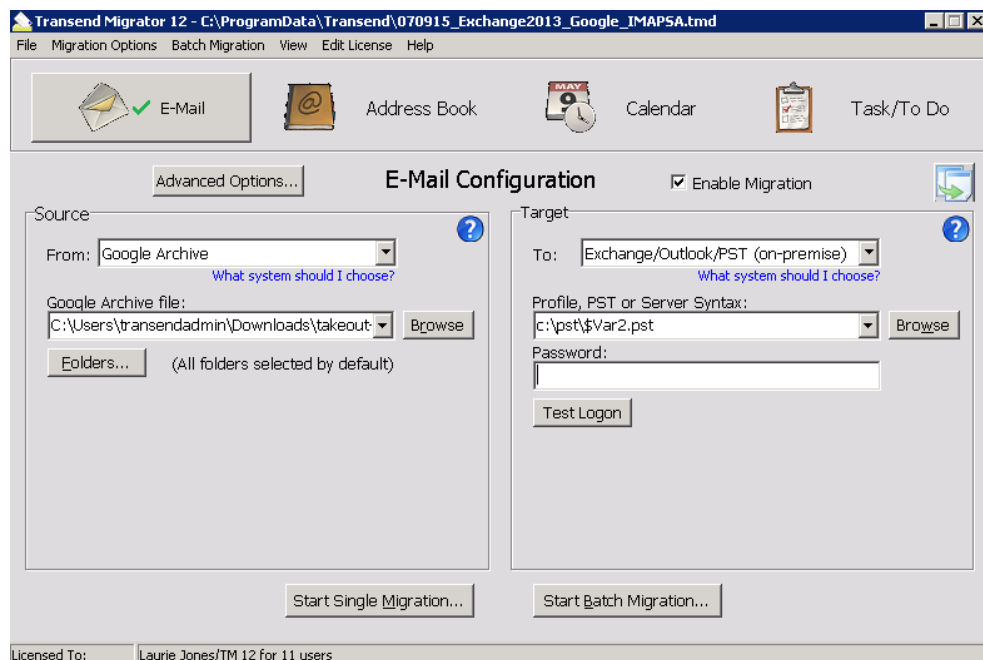 Transend Migrator 12 - C:\ProgramData\Transend\070915_Exchange2013_Google_IMAPSA.tmd
File Migration Options Batch Migration View Edit License Help
E-Mail
Address Book
MAY
9
Calendar
Task/To Do
Advanced Options...
E-Mail Configuration
Enable Migration
Source
From: Google Archive
What system should I choose?
Google Archive file:
C:\Users\transendadmin\Downloads\takeout-
Browse
Folders...
(All folders selected by default)
Target
To: Exchange/Outlook/PST (on-premise)
What system should I choose?
Profile, PST or Server Syntax:
c:\pst\$Var2.pst
Browse
Password:
Test Logon
Start Single Migration...
Start Batch Migration...
Licensed To: Laurie Jones/TM 12 for 11 users